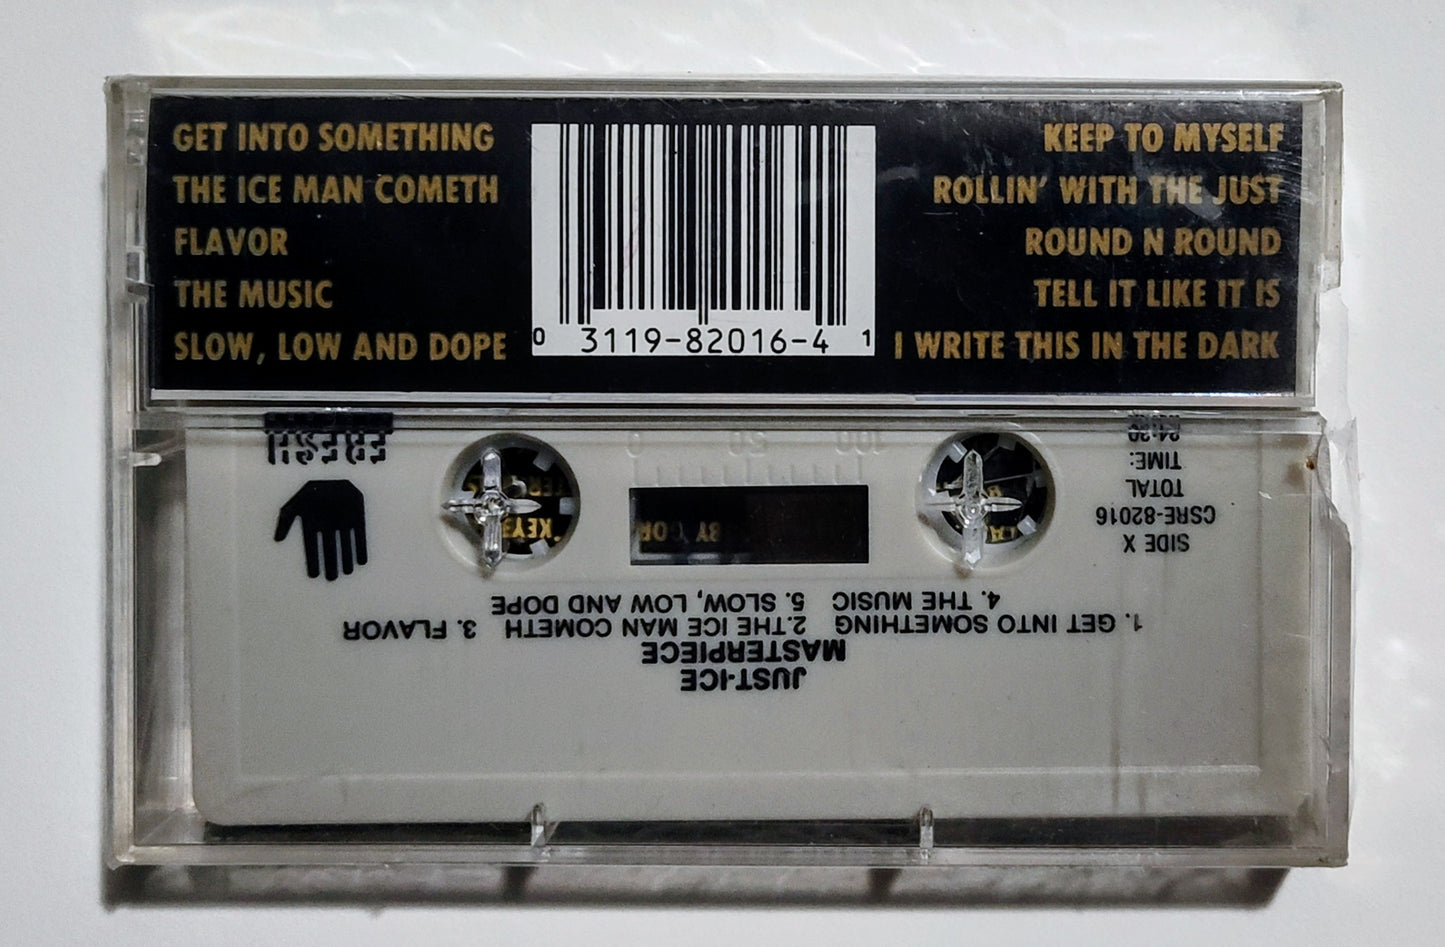 GET INTO SOMETHING
THE ICE MAN COMETH
FLAVOR
THE MUSIC
SLOW, LOW AND DOPE
0 3119-82016-4 1
KEEP TO MYSELF
ROLLIN' WITH THE JUST
ROUND N ROUND
TELL IT LIKE IT IS
I WRITE THIS IN THE DARK
JUST-ICE
MASTERPIECE
1. GET INTO SOMETHING 2.THE ICE MAN COMETH 3. FLAVOR
4. THE MUSIC 5. SLOW, LOW AND DOPE
SIDE X
CSRE-82016
TOTAL
TIME:
100 50 0
FRESH
BY